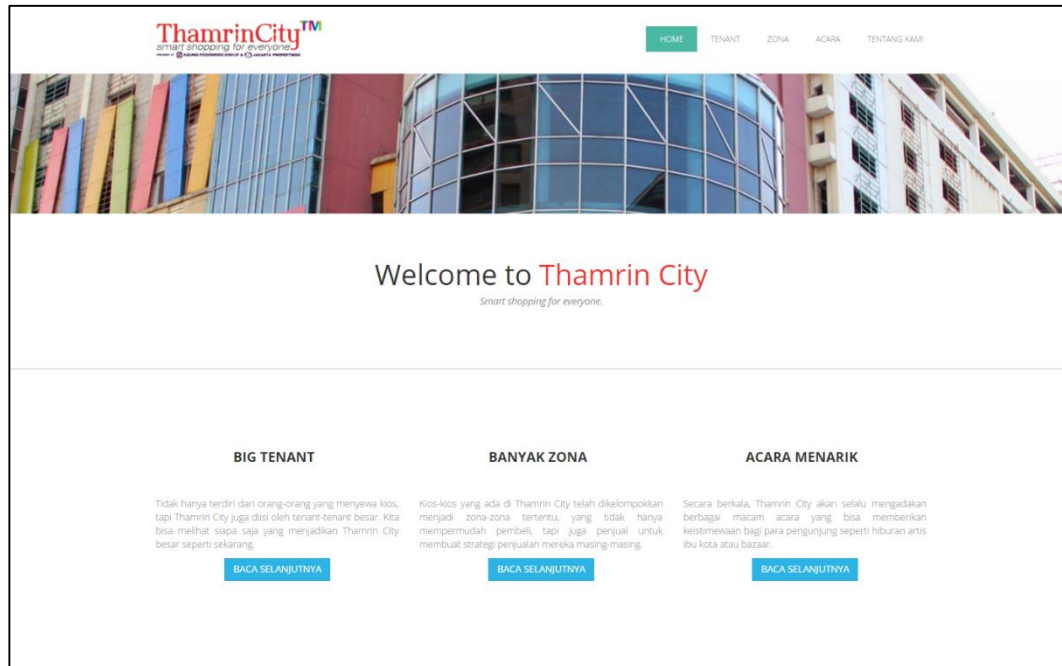 ThamrinCity™
smart shopping for everyone
AGUNG PODOMORO GROUP & JAKARTA PROPERTINDO
HOME TENANT ZONA ACARA TENTANG KAMI
Welcome to Thamrin City
Smart shopping for everyone.
BIG TENANT
Tidak hanya terdiri dari orang-orang yang menyewa kios,
tapi Thamrin City juga diisi oleh tenant-tenant besar. Kita
bisa melihat siapa saja yang menjadikan Thamrin City
besar seperti sekarang.
BACA SELANJUTNYA
BANYAK ZONA
Kios-kios yang ada di Thamrin City telah dikelompokkan
menjadi zona-zona tertentu, yang tidak hanya
mempermudah pembeli, tapi juga penjual untuk
membuat strategi penjualan mereka masing-masing.
BACA SELANJUTNYA
ACARA MENARIK
Secara berkala, Thamrin City akan selalu mengadakan
berbagai macam acara yang bisa memberikan
keistimewaan bagi para pengunjung seperti hiburan artis
ibu kota atau bazaar.
BACA SELANJUTNYA